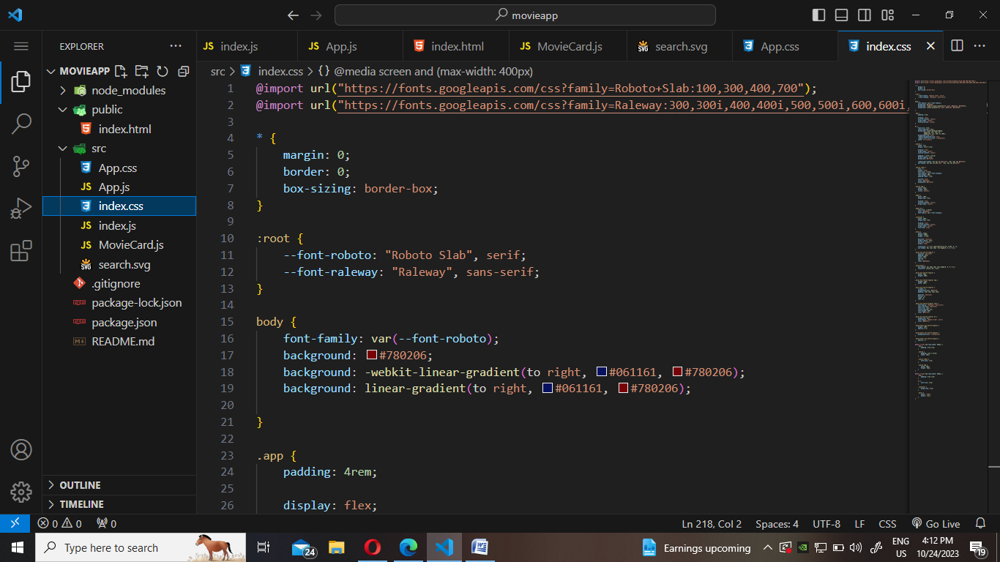 movieapp
EXPLORER
index.js
App.js
index.html
MovieCard.js
search.svg
App.css
index.css
MOVIEAPP
node_modules
public
index.html
src
App.css
App.js
index.css
index.js
MovieCard.js
search.svg
.gitignore
package-lock.json
package.json
README.md
OUTLINE
TIMELINE
src > index.css > {} @media screen and (max-width: 400px)
1 @import url("https://fonts.googleapis.com/css?family=Roboto+Slab:100,300,400,700");
2 @import url("https://fonts.googleapis.com/css?family=Raleway:300,300i,400,400i,500,500i,600,600i,
3
4 * {
5     margin: 0;
6     border: 0;
7     box-sizing: border-box;
8 }
9
10 :root {
11     --font-roboto: "Roboto Slab", serif;
12     --font-raleway: "Raleway", sans-serif;
13 }
14
15 body {
16     font-family: var(--font-roboto);
17     background: #780206;
18     background: -webkit-linear-gradient(to right, #061161, #780206);
19     background: linear-gradient(to right, #061161, #780206);
20
21 }
22
23 .app {
24     padding: 4rem;
25
26     display: flex;
0 0 0
Ln 218, Col 2
Spaces: 4
UTF-8
LF
CSS
Go Live
Type here to search
24
Earnings upcoming
ENG
US
4:12 PM
10/24/2023
19